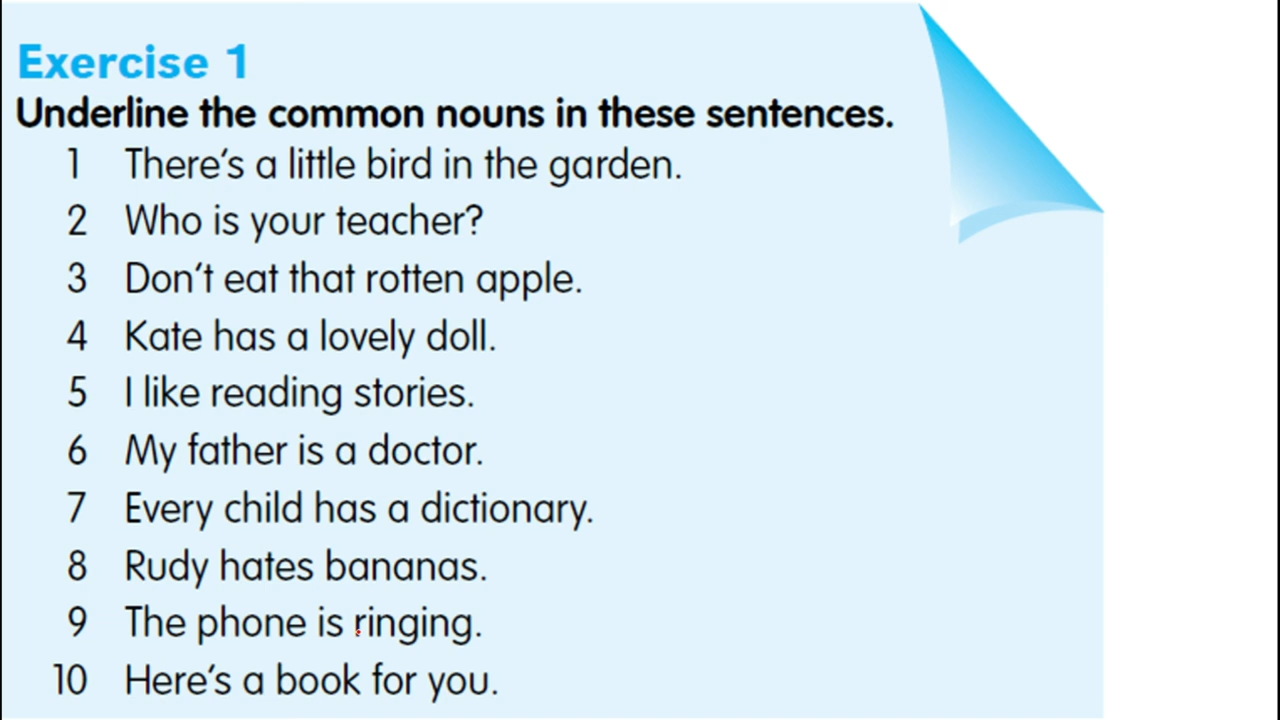 Exercise 1
Underline the common nouns in these sentences.
1 There's a little bird in the garden.
2 Who is your teacher?
3 Don't eat that rotten apple.
4 Kate has a lovely doll.
5 I like reading stories.
6 My father is a doctor.
7 Every child has a dictionary.
8 Rudy hates bananas.
9 The phone is ringing.
10 Here's a book for you.